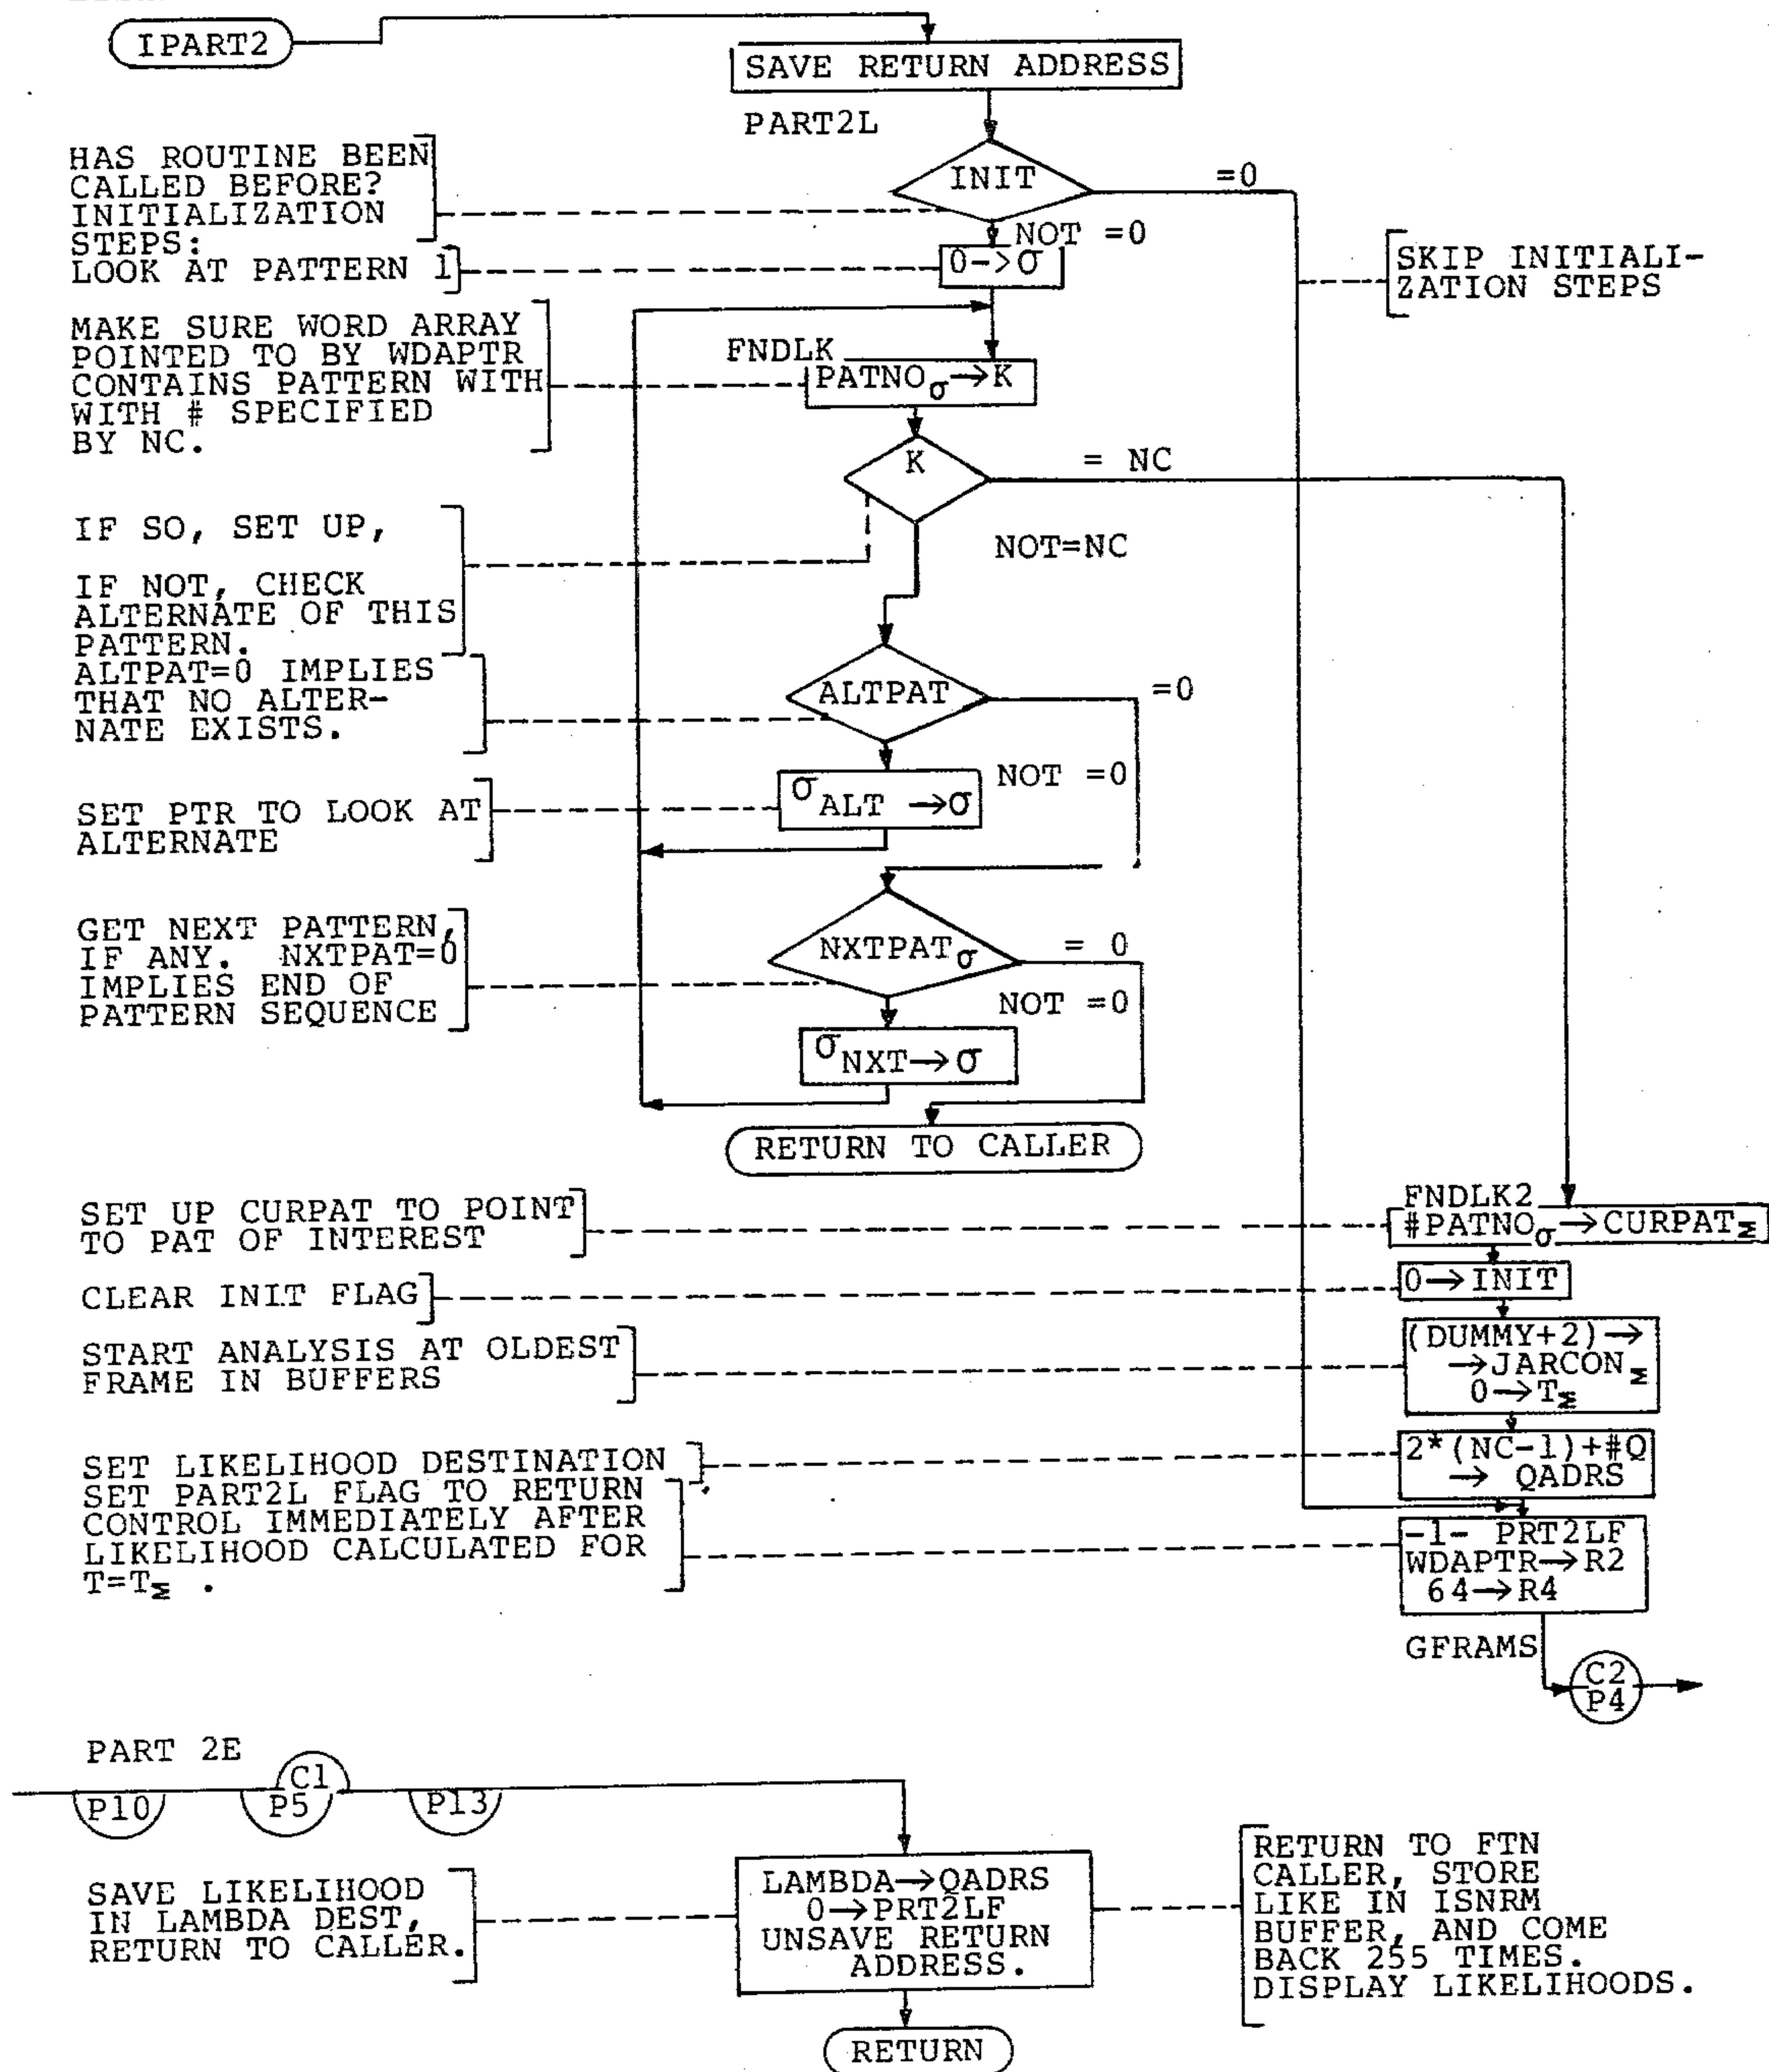 IPART2
SAVE RETURN ADDRESS
PART2L
HAS ROUTINE BEEN
CALLED BEFORE?
INITIALIZATION
STEPS:
LOOK AT PATTERN 1
INIT
=0
NOT =0
0->σ
SKIP INITIALI-
ZATION STEPS
MAKE SURE WORD ARRAY
POINTED TO BY WDAPTR
CONTAINS PATTERN WITH
WITH # SPECIFIED
BY NC.
FNDLK
PATNOσ→K
K
= NC
NOT=NC
IF SO, SET UP,
IF NOT, CHECK
ALTERNATE OF THIS
PATTERN.
ALTPAT=0 IMPLIES
THAT NO ALTER-
NATE EXISTS.
ALTPAT
=0
NOT =0
SET PTR TO LOOK AT
ALTERNATE
σALT →σ
GET NEXT PATTERN,
IF ANY. NXTPAT=0
IMPLIES END OF
PATTERN SEQUENCE
NXTPATσ
= 0
NOT =0
σNXT→σ
RETURN TO CALLER
SET UP CURPAT TO POINT
TO PAT OF INTEREST
FNDLK2
#PATNOσ→CURPATΣ
CLEAR INIT FLAG
0→INIT
START ANALYSIS AT OLDEST
FRAME IN BUFFERS
(DUMMY+2)→
→JARCONΣ
0→TΣ
SET LIKELIHOOD DESTINATION
2*(NC-1)+#Q
→ QADRS
SET PART2L FLAG TO RETURN
CONTROL IMMEDIATELY AFTER
LIKELIHOOD CALCULATED FOR
T=TΣ .
-1- PRT2LF
WDAPTR→R2
64→R4
GFRAMS
C2
P4
PART 2E
P10
C1
P5
P13
SAVE LIKELIHOOD
IN LAMBDA DEST,
RETURN TO CALLER.
LAMBDA→QADRS
0→PRT2LF
UNSAVE RETURN
ADDRESS.
RETURN TO FTN
CALLER, STORE
LIKE IN ISNRM
BUFFER, AND COME
BACK 255 TIMES.
DISPLAY LIKELIHOODS.
RETURN